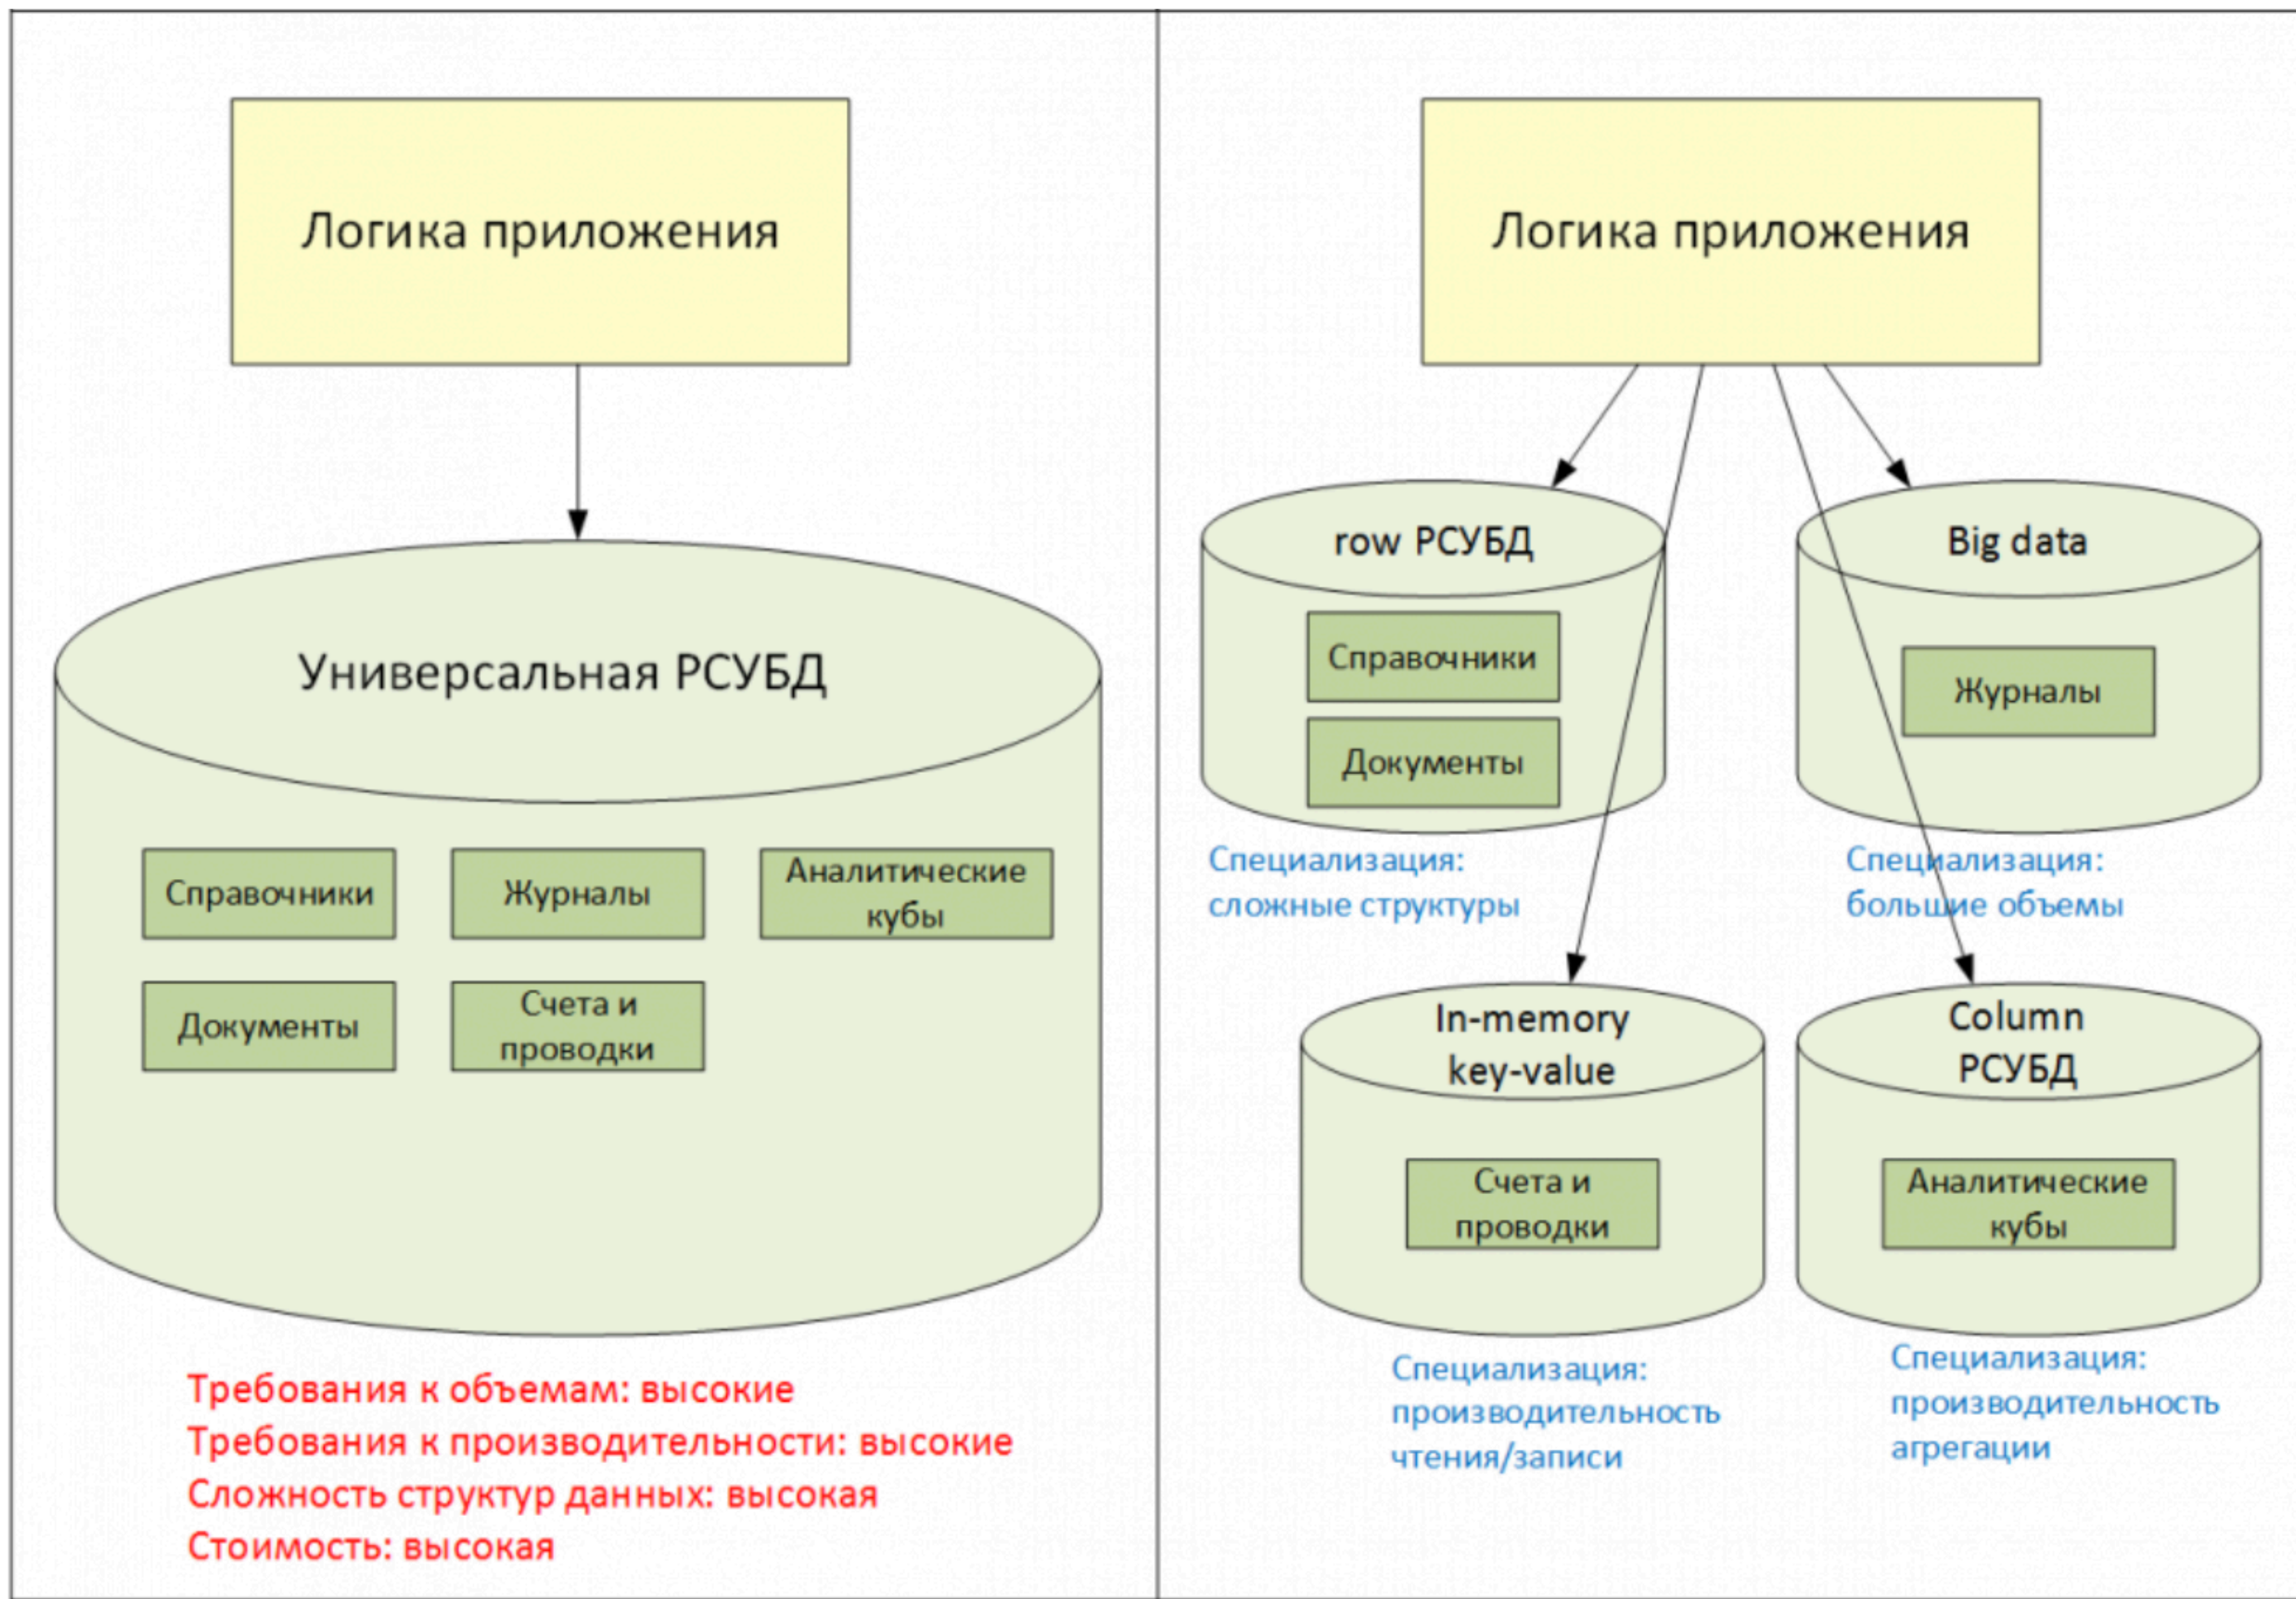 Логика приложения
Универсальная РСУБД
Справочники
Журналы
Аналитические
кубы
Документы
Счета и
проводки
Требования к объемам: высокие
Требования к производительности: высокие
Сложность структур данных: высокая
Стоимость: высокая
Логика приложения
row РСУБД
Справочники
Документы
Специализация:
сложные структуры
Big data
Журналы
Специализация:
большие объемы
In-memory
key-value
Счета и
проводки
Специализация:
производительность
чтения/записи
Column
РСУБД
Аналитические
кубы
Специализация:
производительность
агрегации